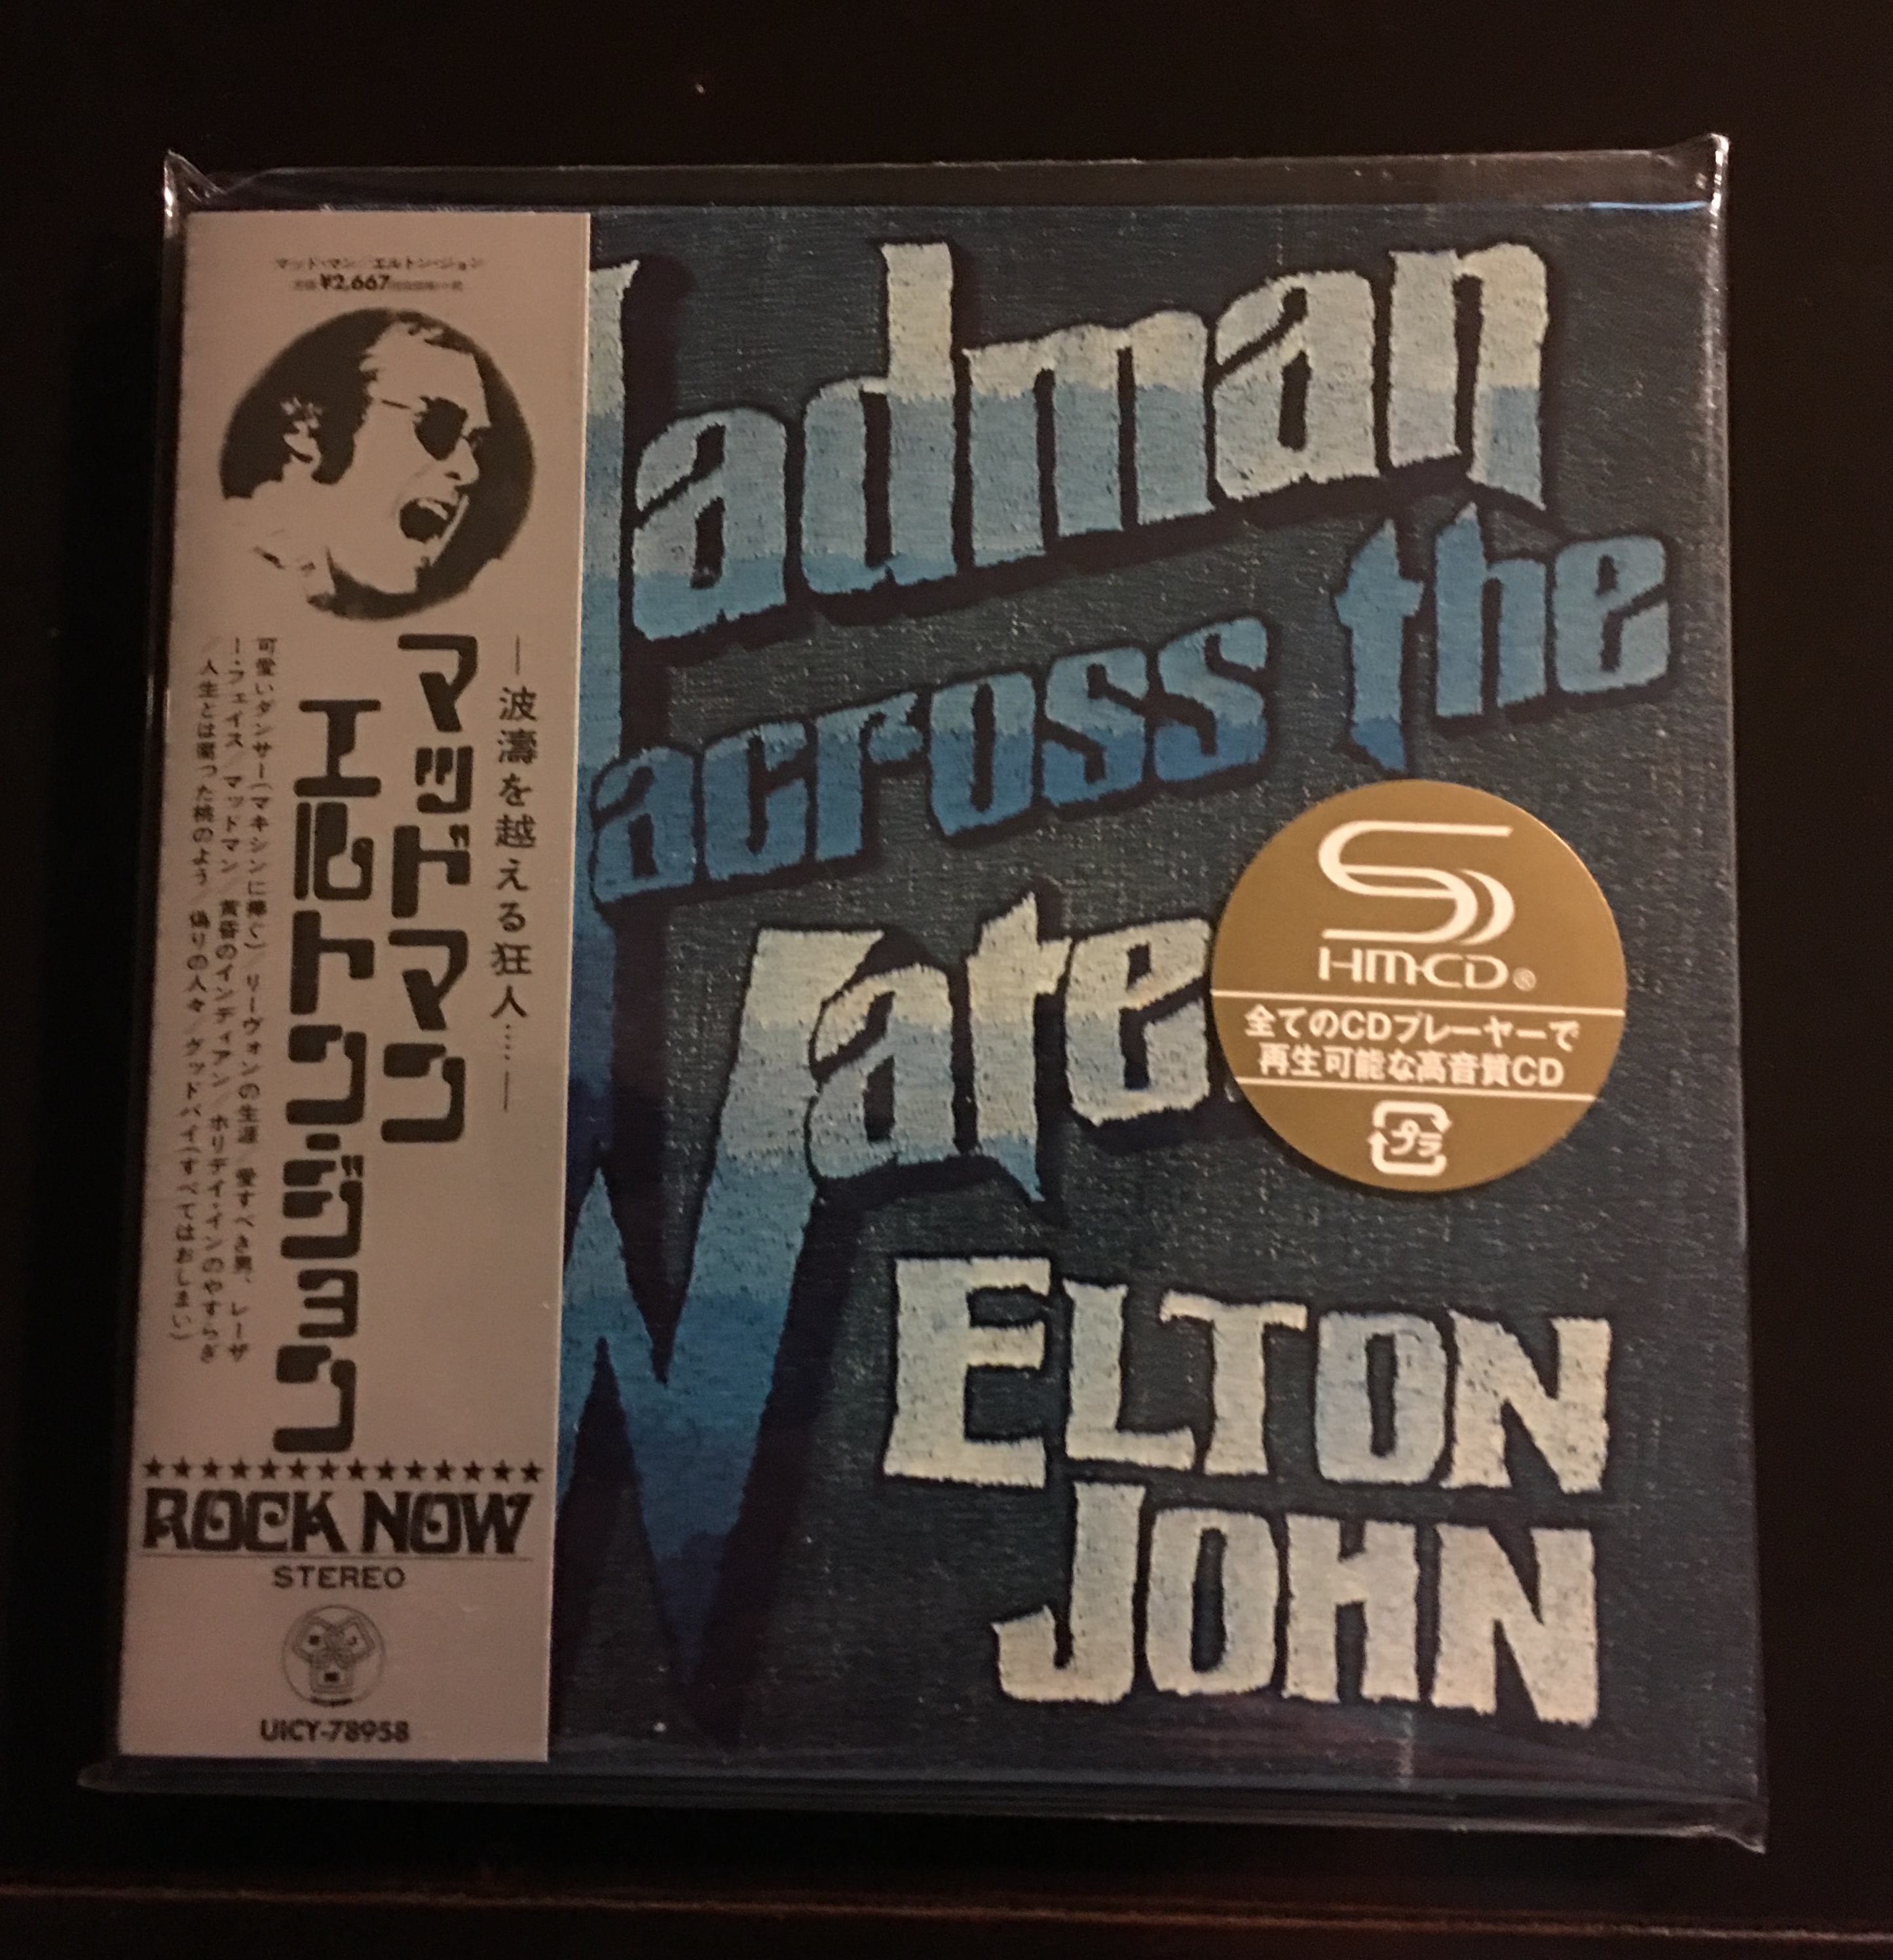 マッド・マン/エルトン・ジョン
¥2,667
―波濤を越える狂人……―
マッドマン
エルトン・ジョン
可愛いダンサー(マキシンに捧ぐ)/リーヴォンの生涯/愛すべき男、レーザ
ー・フェイス/マッドマン/黄昏のインディアン/ホリデイ・インのやすらぎ
/人生とは腐った桃のよう/偽りの人々/グッドバイ(すべてはおしまい)
ROCK NOW
STEREO
UICY-78958
Madman
across the
Wate
ELTON
JOHN
SHM-CD®
全てのCDプレーヤーで
再生可能な高音質CD
プラ